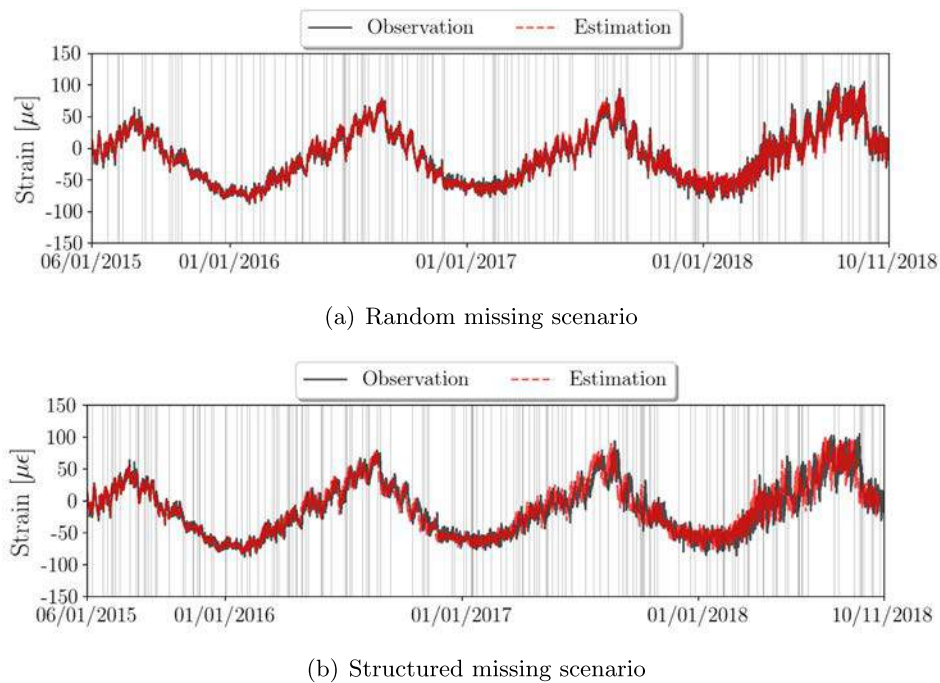 Observation Estimation
150
100
50
0
-50
-100
-150
Strain [με]
06/01/2015 01/01/2016 01/01/2017 01/01/2018 10/11/2018
(a) Random missing scenario
Observation Estimation
150
100
50
0
-50
-100
-150
Strain [με]
06/01/2015 01/01/2016 01/01/2017 01/01/2018 10/11/2018
(b) Structured missing scenario